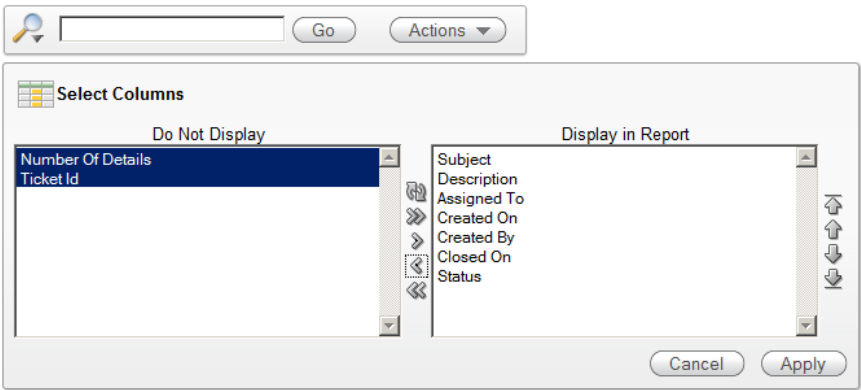 Go Actions
Select Columns
Do Not Display
Number Of Details
Ticket Id
Display in Report
Subject
Description
Assigned To
Created On
Created By
Closed On
Status
Cancel Apply